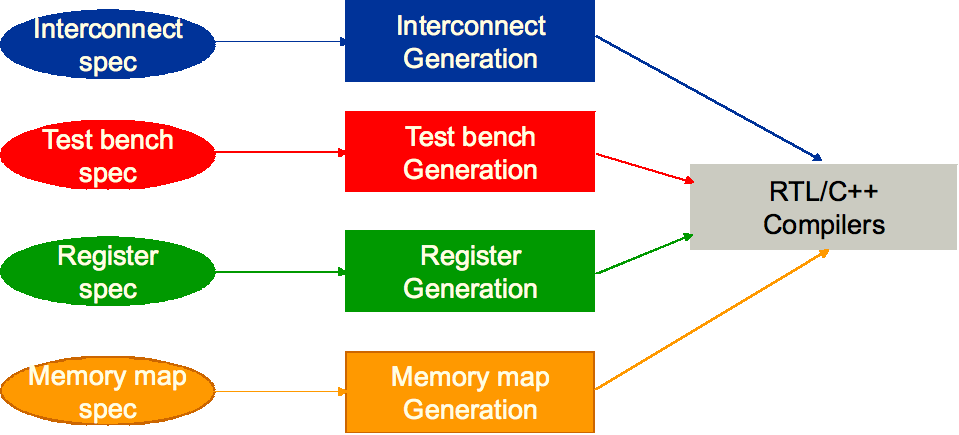 Interconnect
spec
Interconnect
Generation
Test bench
spec
Test bench
Generation
RTL/C++
Compilers
Register
spec
Register
Generation
Memory map
spec
Memory map
Generation